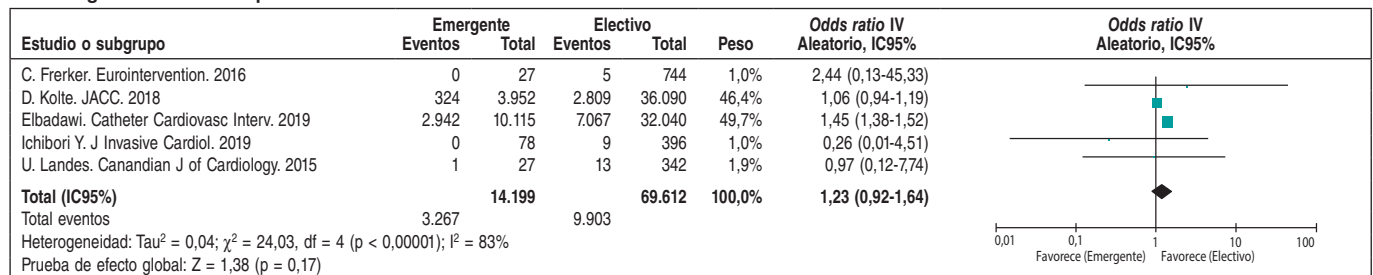 Emergente Electivo Odds ratio IV Odds ratio IV
Estudio o subgrupo Eventos Total Eventos Total Peso Aleatorio, IC95% Aleatorio, IC95%
C. Frerker. Eurointervention. 2016 0 27 5 744 1,0% 2,44 (0,13-45,33)
D. Kolte. JACC. 2018 324 3.952 2.809 36.090 46,4% 1,06 (0,94-1,19)
Elbadawi. Catheter Cardiovasc Interv. 2019 2.942 10.115 7.067 32.040 49,7% 1,45 (1,38-1,52)
Ichibori Y. J Invasive Cardiol. 2019 0 78 9 396 1,0% 0,26 (0,01-4,51)
U. Landes. Canandian J of Cardiology. 2015 1 27 13 342 1,9% 0,97 (0,12-7,74)
Total (IC95%) 14.199 69.612 100,0% 1,23 (0,92-1,64)
Total eventos 3.267 9.903
Heterogeneidad: Tau² = 0,04; χ² = 24,03, df = 4 (p < 0,00001); I² = 83%
Prueba de efecto global: Z = 1,38 (p = 0,17)
0,01 0,1 1 10 100
Favorece (Emergente) Favorece (Electivo)